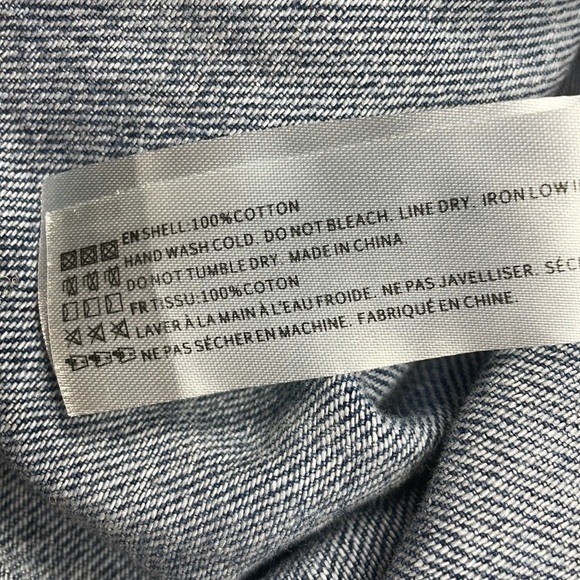 EN SHELL:100%COTTON
HAND WASH COLD. DO NOT BLEACH. LINE DRY. IRON LOW
DO NOT TUMBLE DRY. MADE IN CHINA.
FR TISSU:100%COTON
LAVER À LA MAIN À L'EAU FROIDE. NE PAS JAVELLISER.
NE PAS SÉCHER EN MACHINE. FABRIQUÉ EN CHINE.